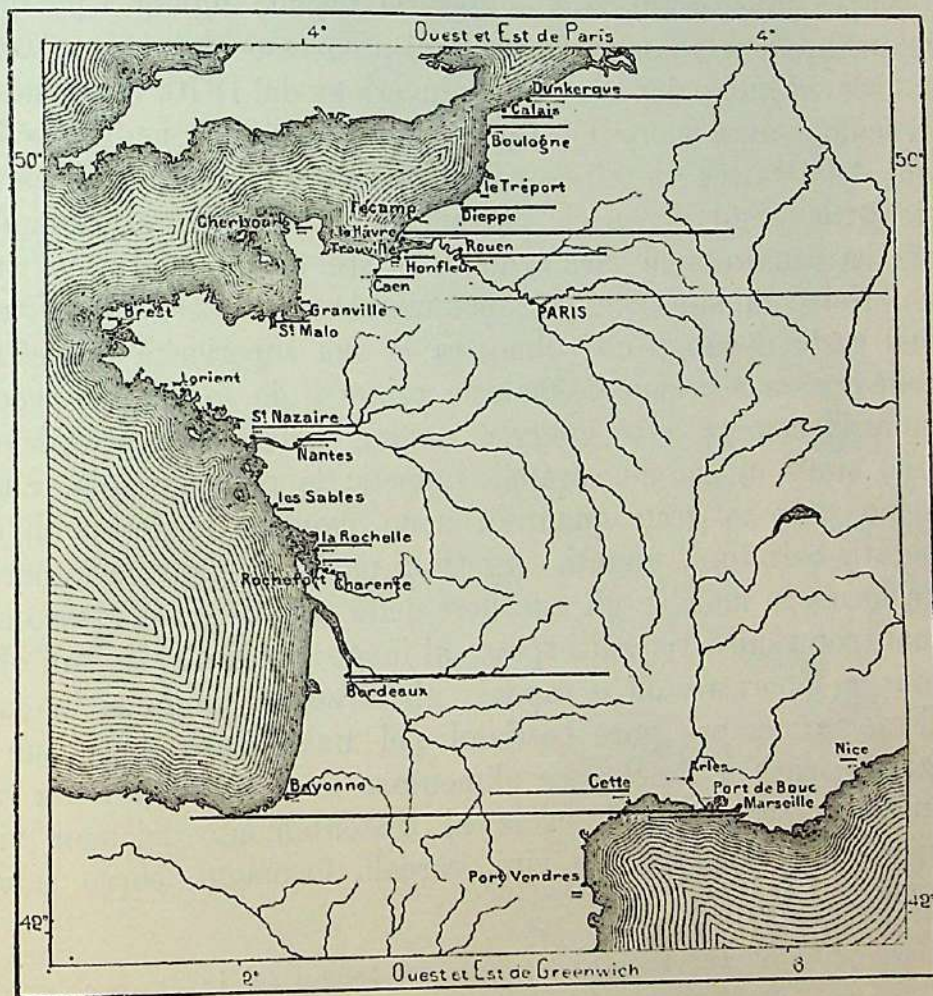 4° Ouest et Est de Paris 4°
Dunkerque
Calais
Boulogne
50° 50°
le Tréport
Fécamp
Dieppe
Cherbourg
le Hâvre
Trouville
Rouen
Honfleur
Caen
PARIS
Granville
Brest
St Malo
Lorient
St Nazaire
Nantes
les Sables
la Rochelle
Rochefort
Charente
Bordeaux
Nice
Arles
Bayonne
Cette
Port de Bouc
Marseille
Port Vendres
42° 42°
2° Ouest et Est de Greenwich 6